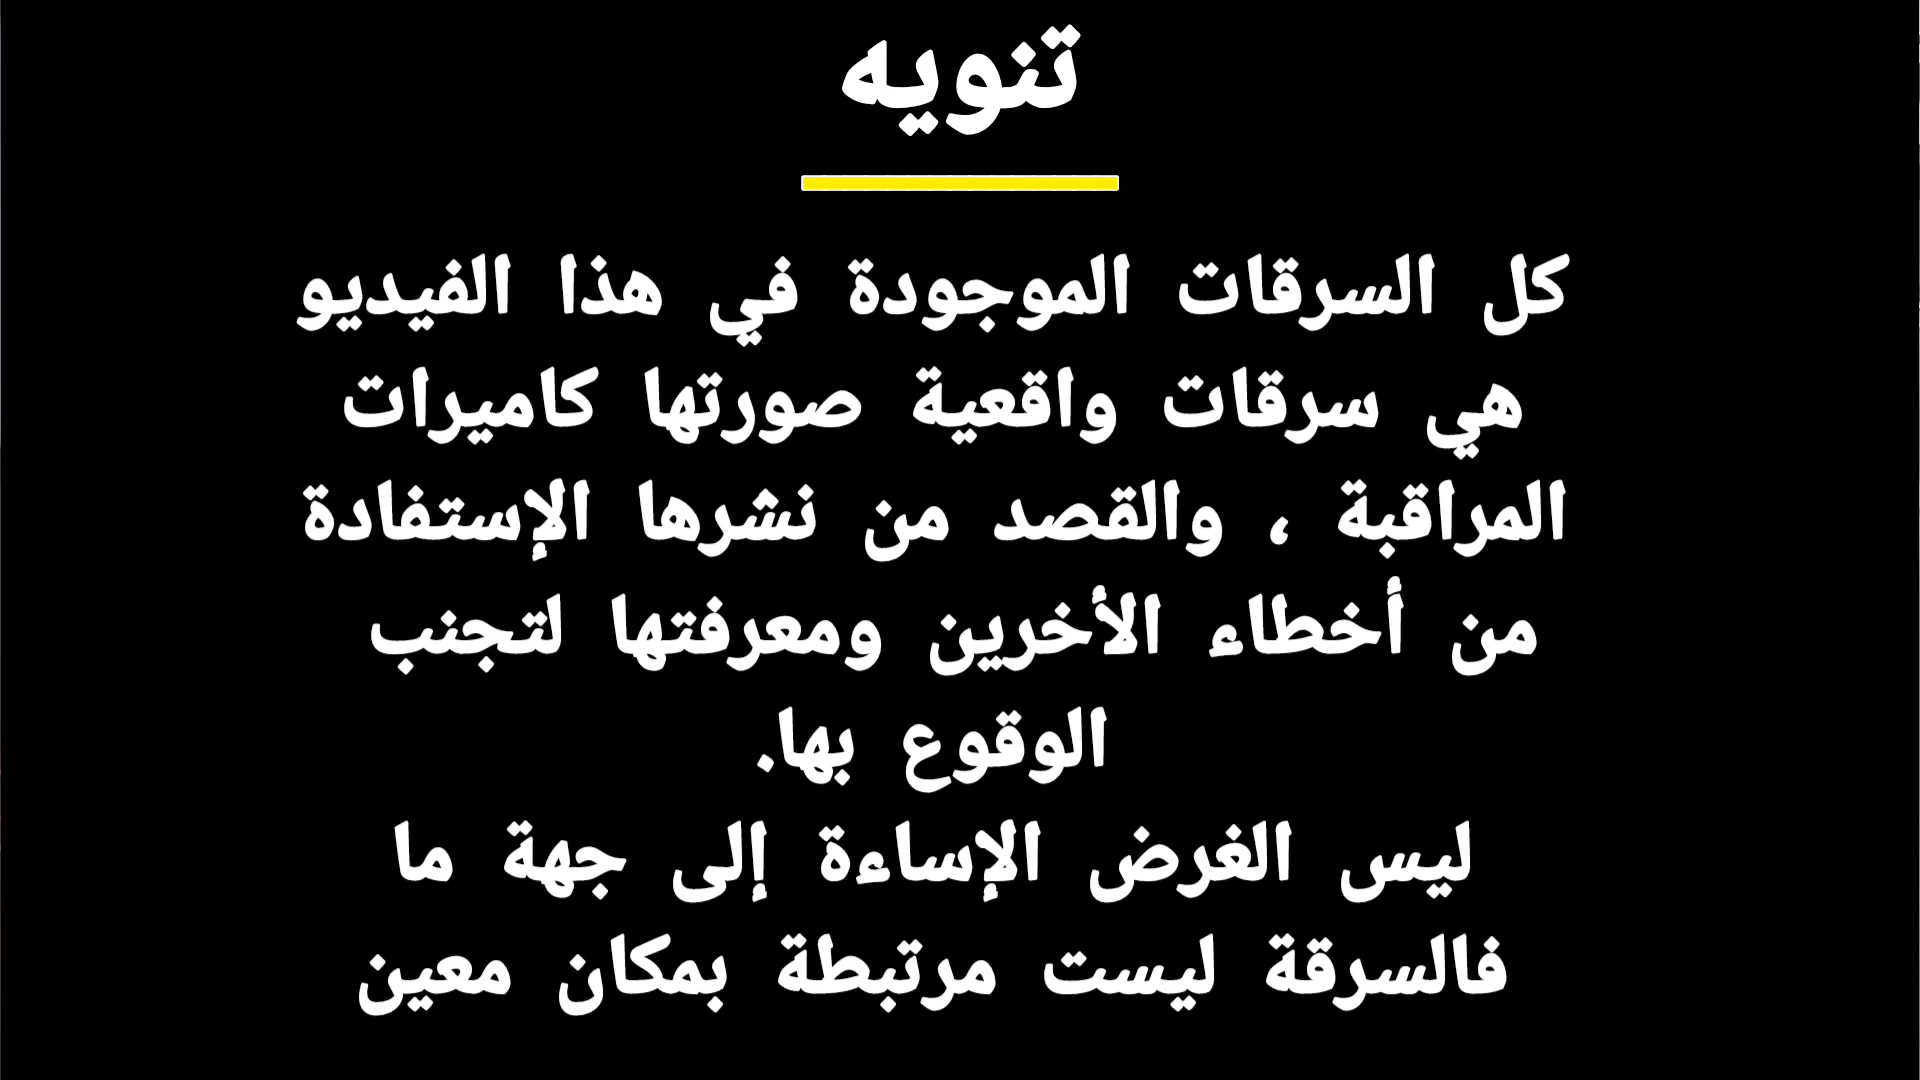 تنويه
كل السرقات الموجودة في هذا الفيديو
هي سرقات واقعية صورتها كاميرات
المراقبة ، والقصد من نشرها الإستفادة
من أخطاء الأخرين ومعرفتها لتجنب
الوقوع بها.
ليس الغرض الإساءة إلى جهة ما
فالسرقة ليست مرتبطة بمكان معين